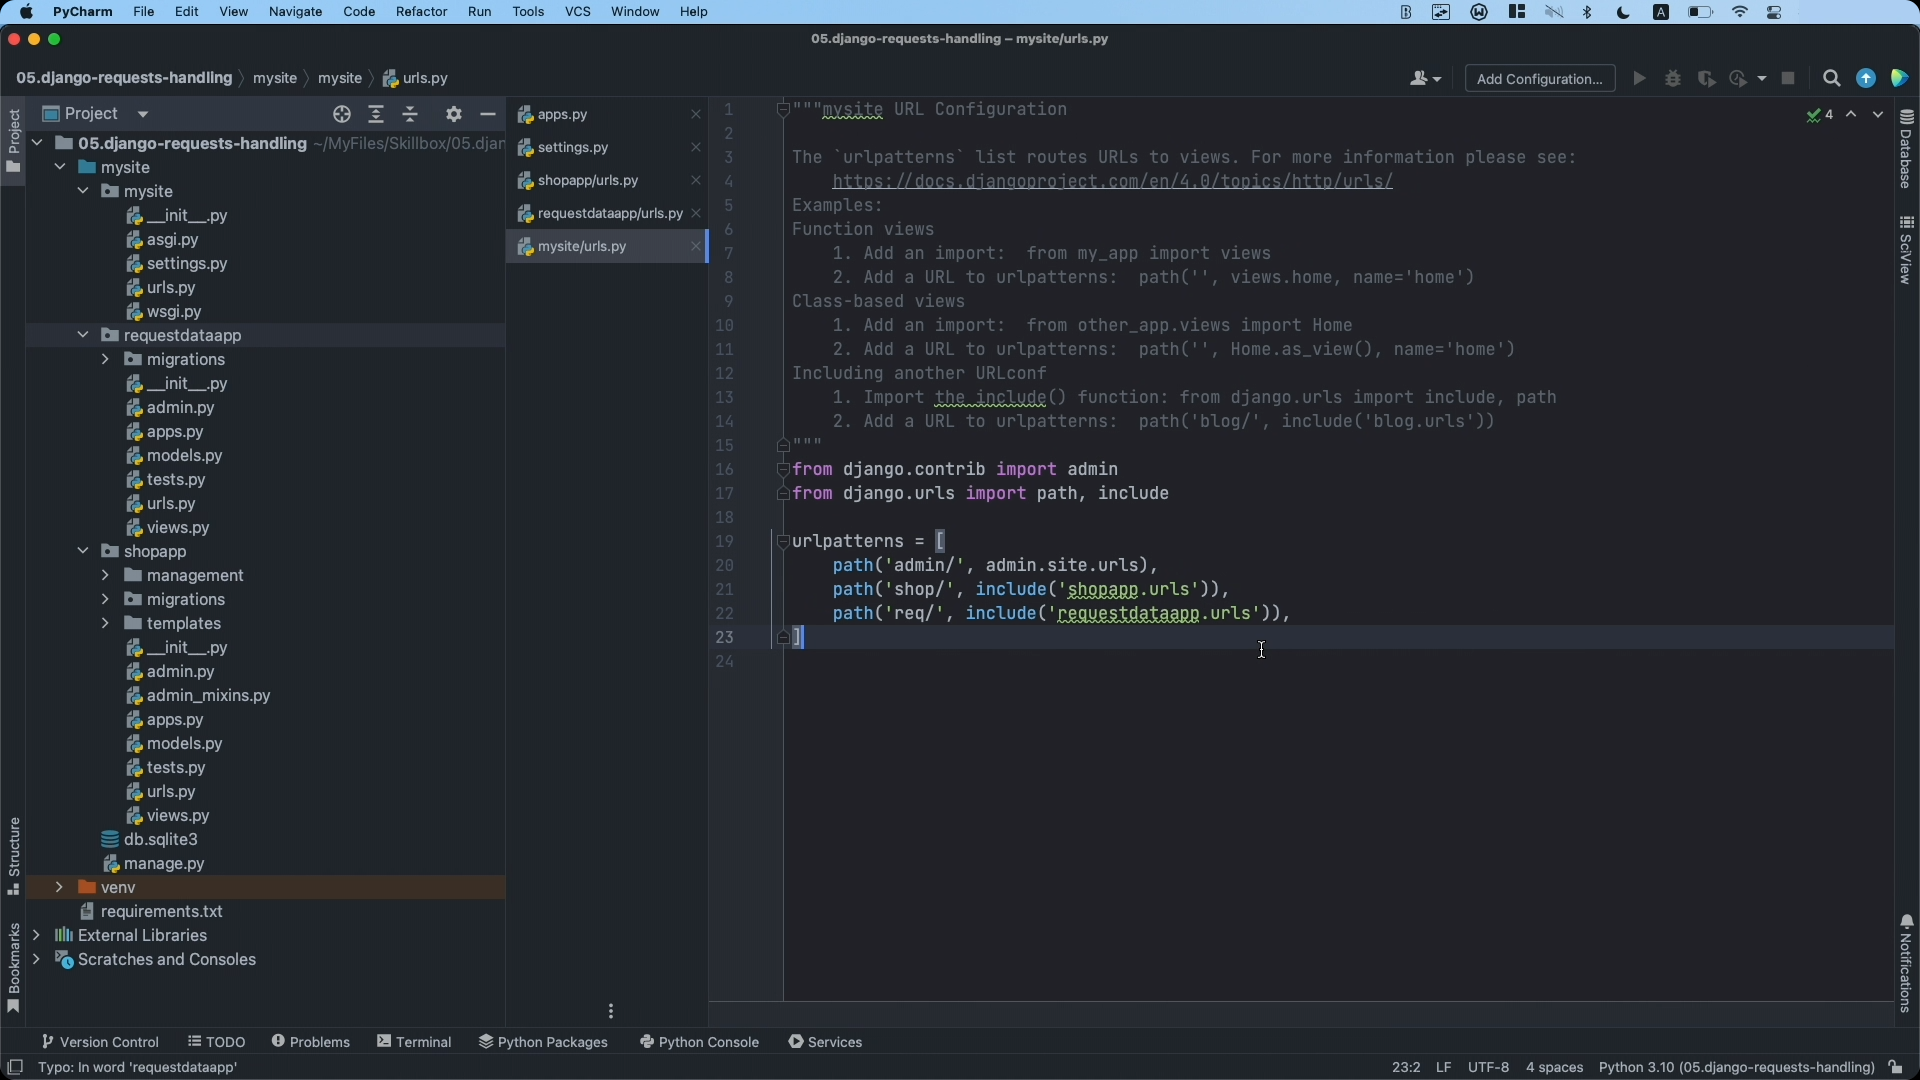 PyCharm File Edit View Navigate Code Refactor Run Tools VCS Window Help
05.django-requests-handling – mysite/urls.py
05.django-requests-handling mysite mysite urls.py
Add Configuration...
Project
Project
05.django-requests-handling ~/MyFiles/Skillbox/05.djan
mysite
mysite
__init__.py
asgi.py
settings.py
urls.py
wsgi.py
requestdataapp
migrations
__init__.py
admin.py
apps.py
models.py
tests.py
urls.py
views.py
shopapp
management
migrations
templates
__init__.py
admin.py
admin_mixins.py
apps.py
models.py
tests.py
urls.py
views.py
db.sqlite3
manage.py
venv
requirements.txt
External Libraries
Scratches and Consoles
Structure
Bookmarks
apps.py
settings.py
shopapp/urls.py
requestdataapp/urls.py
mysite/urls.py
1 """mysite URL Configuration
2
3 The `urlpatterns` list routes URLs to views. For more information please see:
4 https://docs.djangoproject.com/en/4.0/topics/http/urls/
5 Examples:
6 Function views
7 1. Add an import:  from my_app import views
8 2. Add a URL to urlpatterns:  path('', views.home, name='home')
9 Class-based views
10 1. Add an import:  from other_app.views import Home
11 2. Add a URL to urlpatterns:  path('', Home.as_view(), name='home')
12 Including another URLconf
13 1. Import the include() function: from django.urls import include, path
14 2. Add a URL to urlpatterns:  path('blog/', include('blog.urls'))
15 """
16 from django.contrib import admin
17 from django.urls import path, include
18
19 urlpatterns = [
20 path('admin/', admin.site.urls),
21 path('shop/', include('shopapp.urls')),
22 path('req/', include('requestdataapp.urls')),
23 ]
24
4
Database
SciView
Notifications
Version Control TODO Problems Terminal Python Packages Python Console Services
Typo: In word 'requestdataapp'
23:2 LF UTF-8 4 spaces Python 3.10 (05.django-requests-handling)